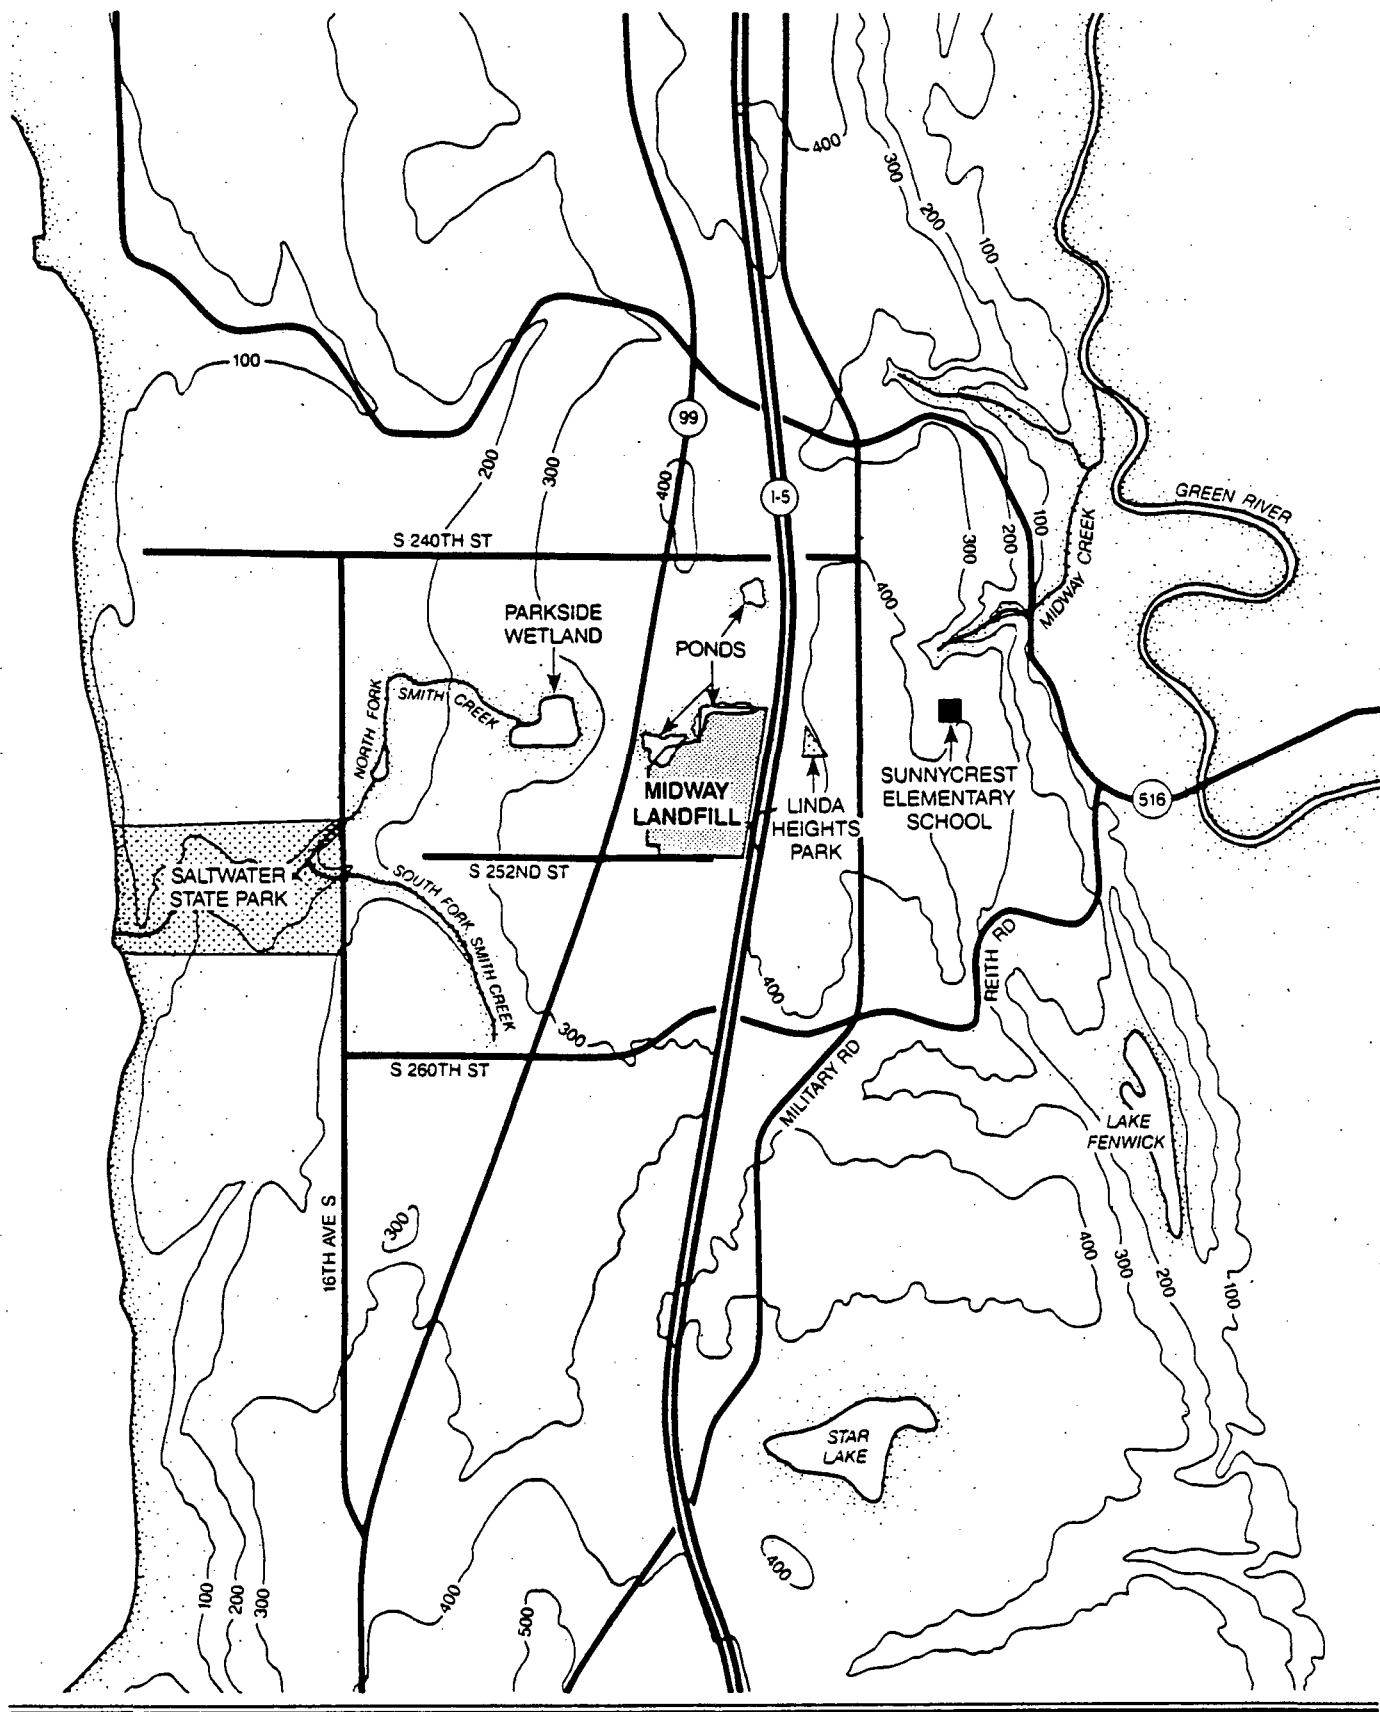 400
300
200
100
100
99
200
300
400
I-5
GREEN RIVER
S 240TH ST
300
200
100
MIDWAY CREEK
400
PARKSIDE
WETLAND
PONDS
NORTH FORK
SMITH CREEK
MIDWAY
LANDFILL
LINDA
HEIGHTS
PARK
SUNNYCREST
ELEMENTARY
SCHOOL
516
SALTWATER
STATE PARK
S 252ND ST
SOUTH FORK SMITH CREEK
REITH RD
400
300
S 260TH ST
MILITARY RD
LAKE
FENWICK
16TH AVE S
300
400
300
200
100
STAR
LAKE
400
100
200
300
400
500